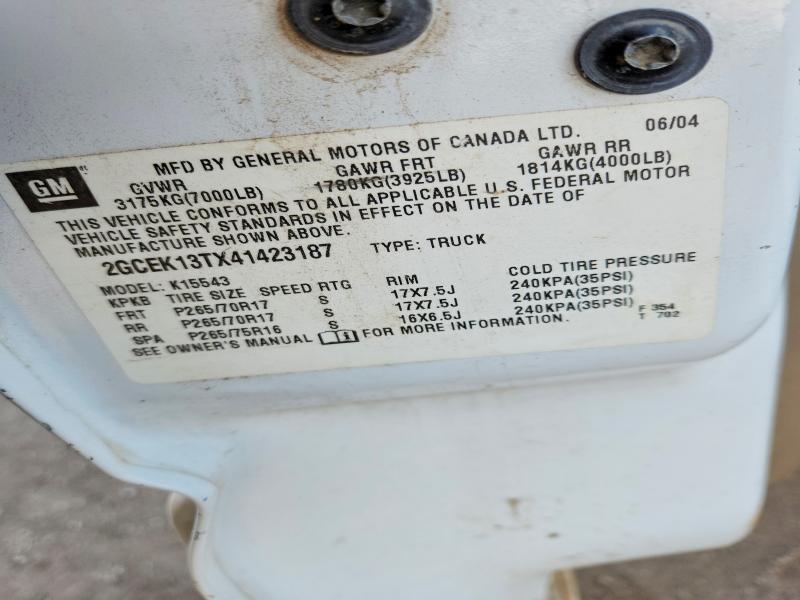 GM
MFD BY GENERAL MOTORS OF CANADA LTD. 06/04
GVWR GAWR FRT GAWR RR
3175KG(7000LB) 1780KG(3925LB) 1814KG(4000LB)
THIS VEHICLE CONFORMS TO ALL APPLICABLE U.S. FEDERAL MOTOR
VEHICLE SAFETY STANDARDS IN EFFECT ON THE DATE OF
MANUFACTURE SHOWN ABOVE.
2GCEK13TX41423187 TYPE: TRUCK
MODEL: K15543
KPKB TIRE SIZE SPEED RTG RIM COLD TIRE PRESSURE
FRT P265/70R17 S 17X7.5J 240KPA(35PSI)
RR P265/70R17 S 17X7.5J 240KPA(35PSI)
SPA P265/75R16 S 16X6.5J 240KPA(35PSI)
SEE OWNER'S MANUAL FOR MORE INFORMATION.
F 354
T 702